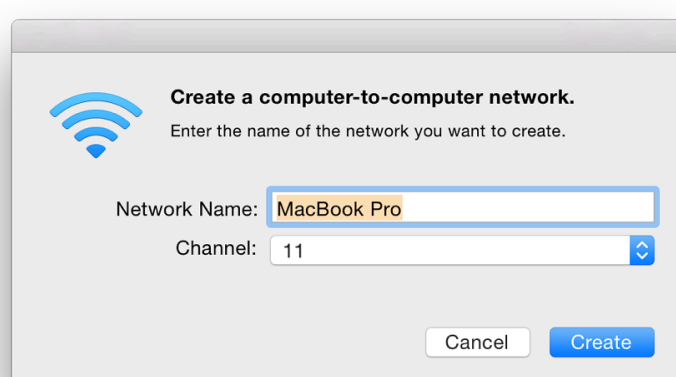 Create a computer-to-computer network.
Enter the name of the network you want to create.
Network Name: MacBook Pro
Channel: 11
Cancel Create